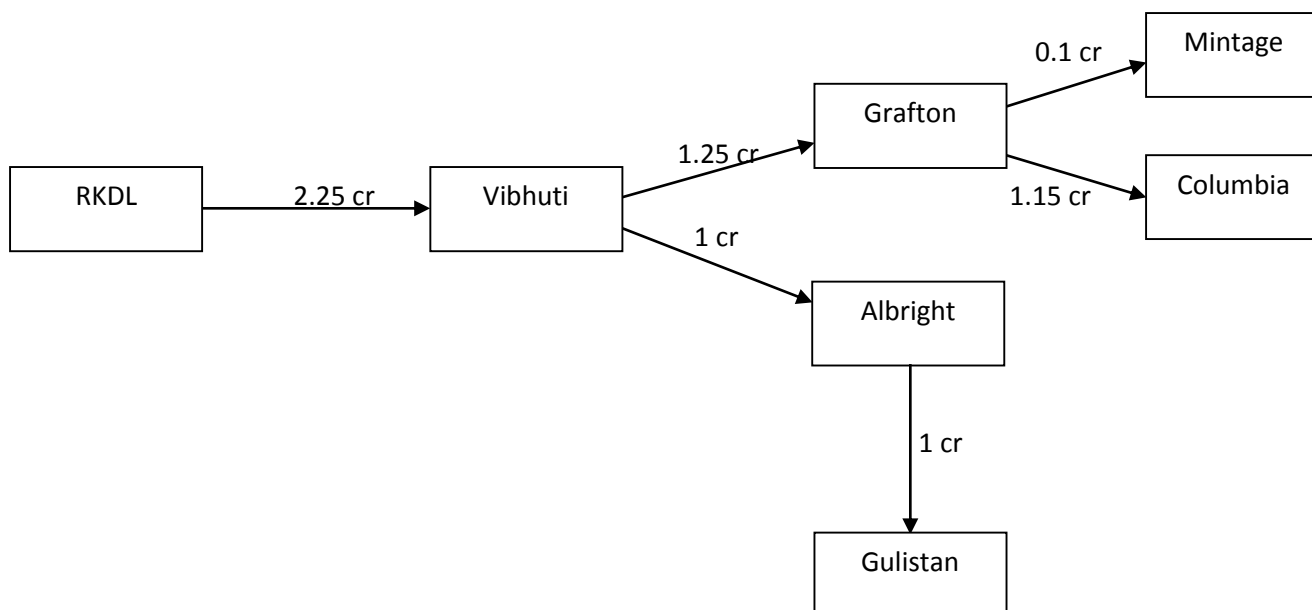 Mintage
0.1 cr
Grafton
1.25 cr
RKDL
2.25 cr
Vibhuti
Columbia
1.15 cr
1 cr
Albright
1 cr
Gulistan